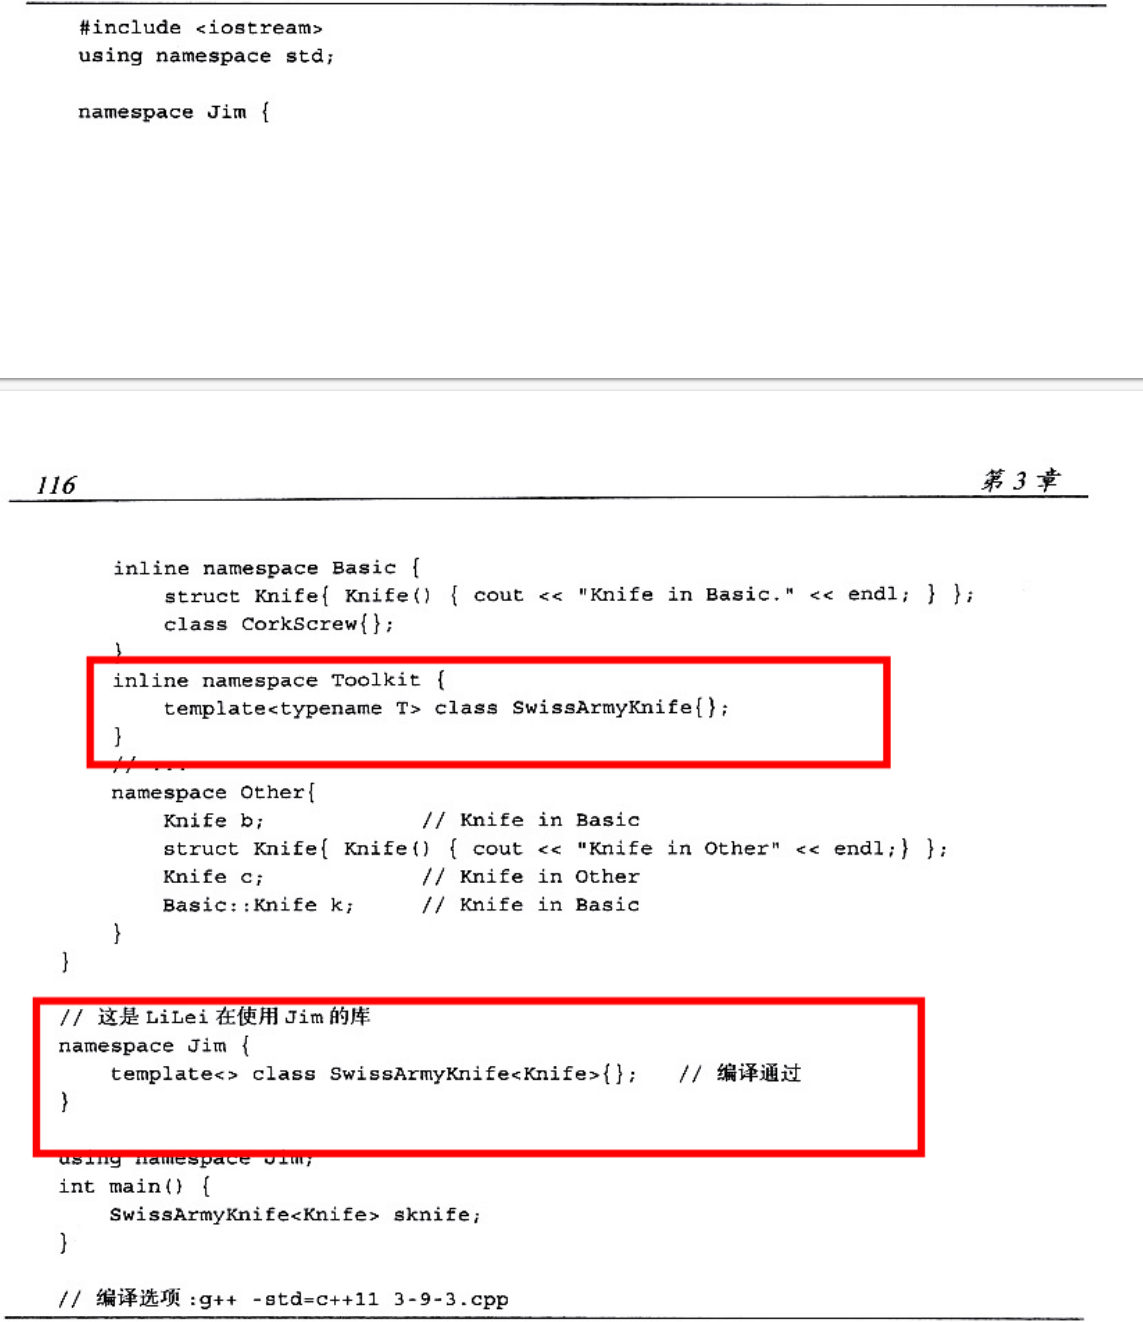 #include <iostream>
using namespace std;
namespace Jim {
116
第 3 章
inline namespace Basic {
struct Knife{ Knife() { cout << "Knife in Basic." << endl; } };
class CorkScrew{};
}
inline namespace Toolkit {
template<typename T> class SwissArmyKnife{};
}
// ...
namespace Other{
Knife b; // Knife in Basic
struct Knife{ Knife() { cout << "Knife in Other" << endl;} };
Knife c; // Knife in Other
Basic::Knife k; // Knife in Basic
}
}
// 这是 LiLei 在使用 Jim 的库
namespace Jim {
template<> class SwissArmyKnife<Knife>{}; // 编译通过
}
using namespace Jim;
int main() {
SwissArmyKnife<Knife> sknife;
}
// 编译选项 :g++ -std=c++11 3-9-3.cpp